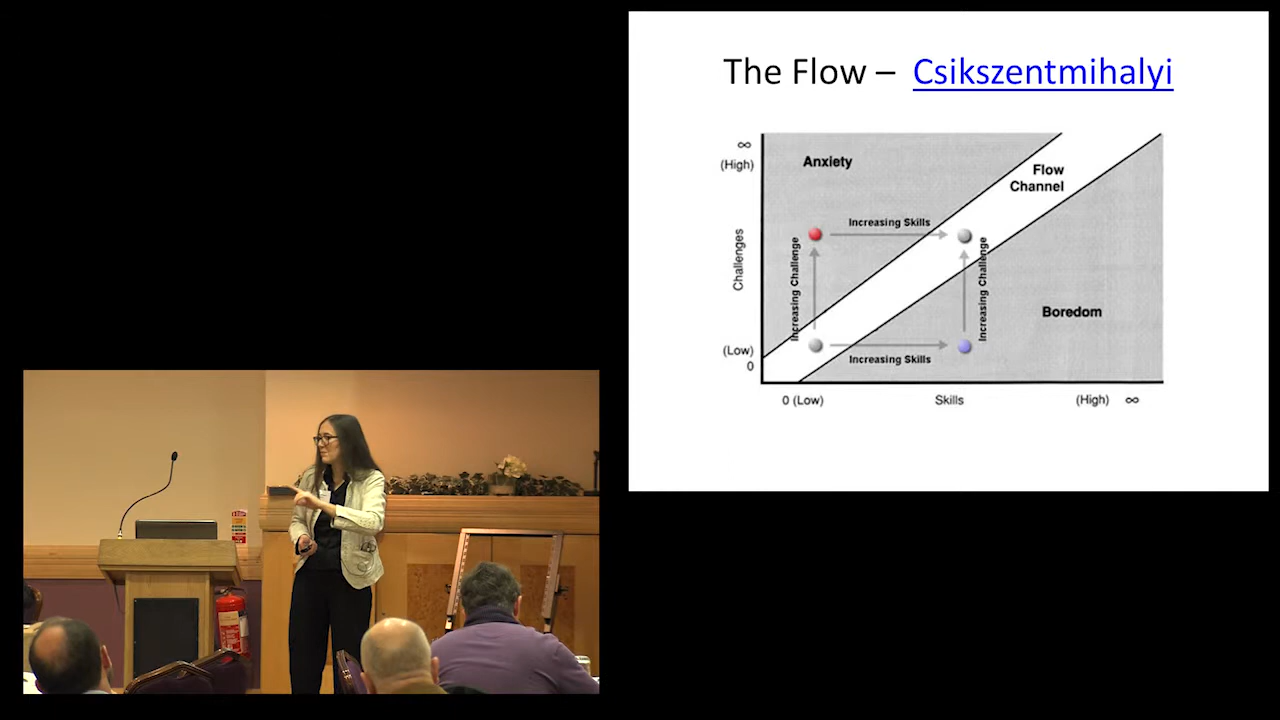 The Flow – Csikszentmihalyi
∞
(High)
Anxiety
Flow
Channel
Increasing Skills
Challenges
Increasing Challenge
Increasing Challenge
Boredom
(Low)
0
Increasing Skills
0 (Low)
Skills
(High) ∞